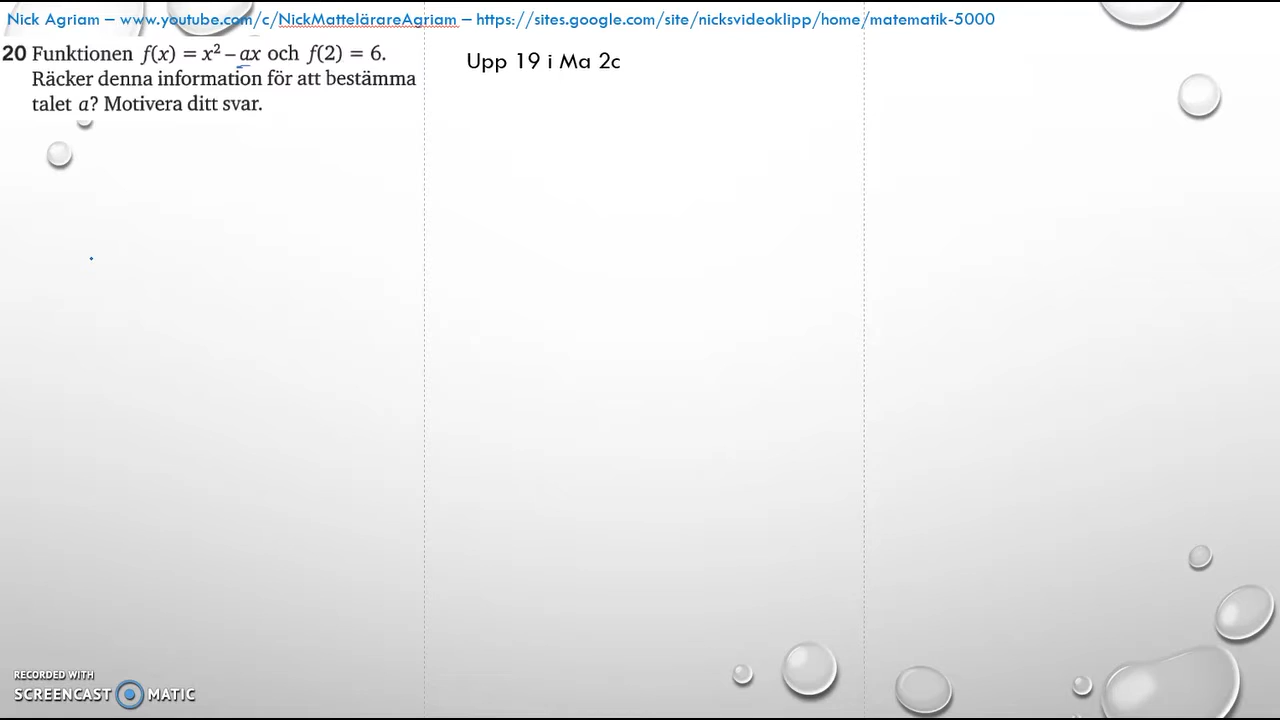 Nick Agriam – www.youtube.com/c/NickMattelärareAgriam – https://sites.google.com/site/nicksvideoklipp/home/matematik-5000
20 Funktionen f(x) = x² – ax och f(2) = 6.
Räcker denna information för att bestämma
talet a? Motivera ditt svar.
Upp 19 i Ma 2c
RECORDED WITH
SCREENCAST MATIC